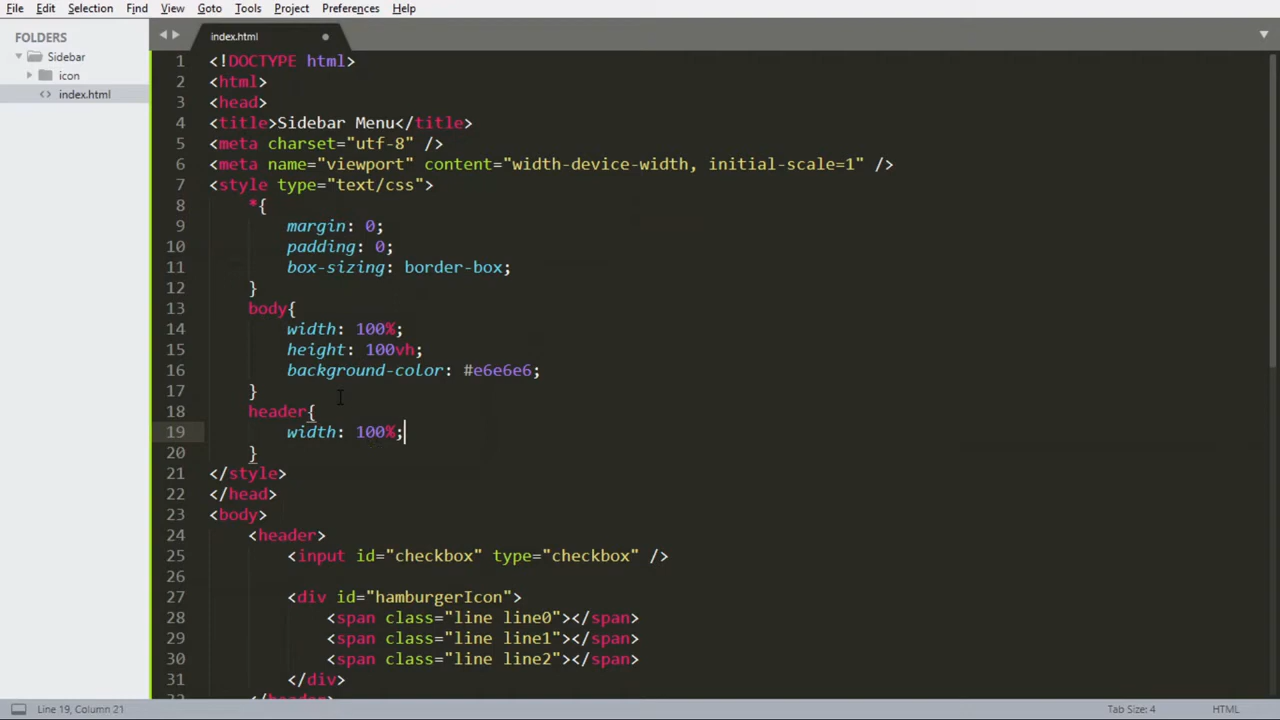 File Edit Selection Find View Goto Tools Project Preferences Help
FOLDERS
Sidebar
icon
<> index.html
index.html
1 <!DOCTYPE html>
2 <html>
3 <head>
4 <title>Sidebar Menu</title>
5 <meta charset="utf-8" />
6 <meta name="viewport" content="width-device-width, initial-scale=1" />
7 <style type="text/css">
8 *{
9 margin: 0;
10 padding: 0;
11 box-sizing: border-box;
12 }
13 body{
14 width: 100%;
15 height: 100vh;
16 background-color: #e6e6e6;
17 }
18 header{
19 width: 100%;
20 }
21 </style>
22 </head>
23 <body>
24 <header>
25 <input id="checkbox" type="checkbox" />
26
27 <div id="hamburgerIcon">
28 <span class="line line0"></span>
29 <span class="line line1"></span>
30 <span class="line line2"></span>
31 </div>
32 </header>
Line 19, Column 21
Tab Size: 4
HTML